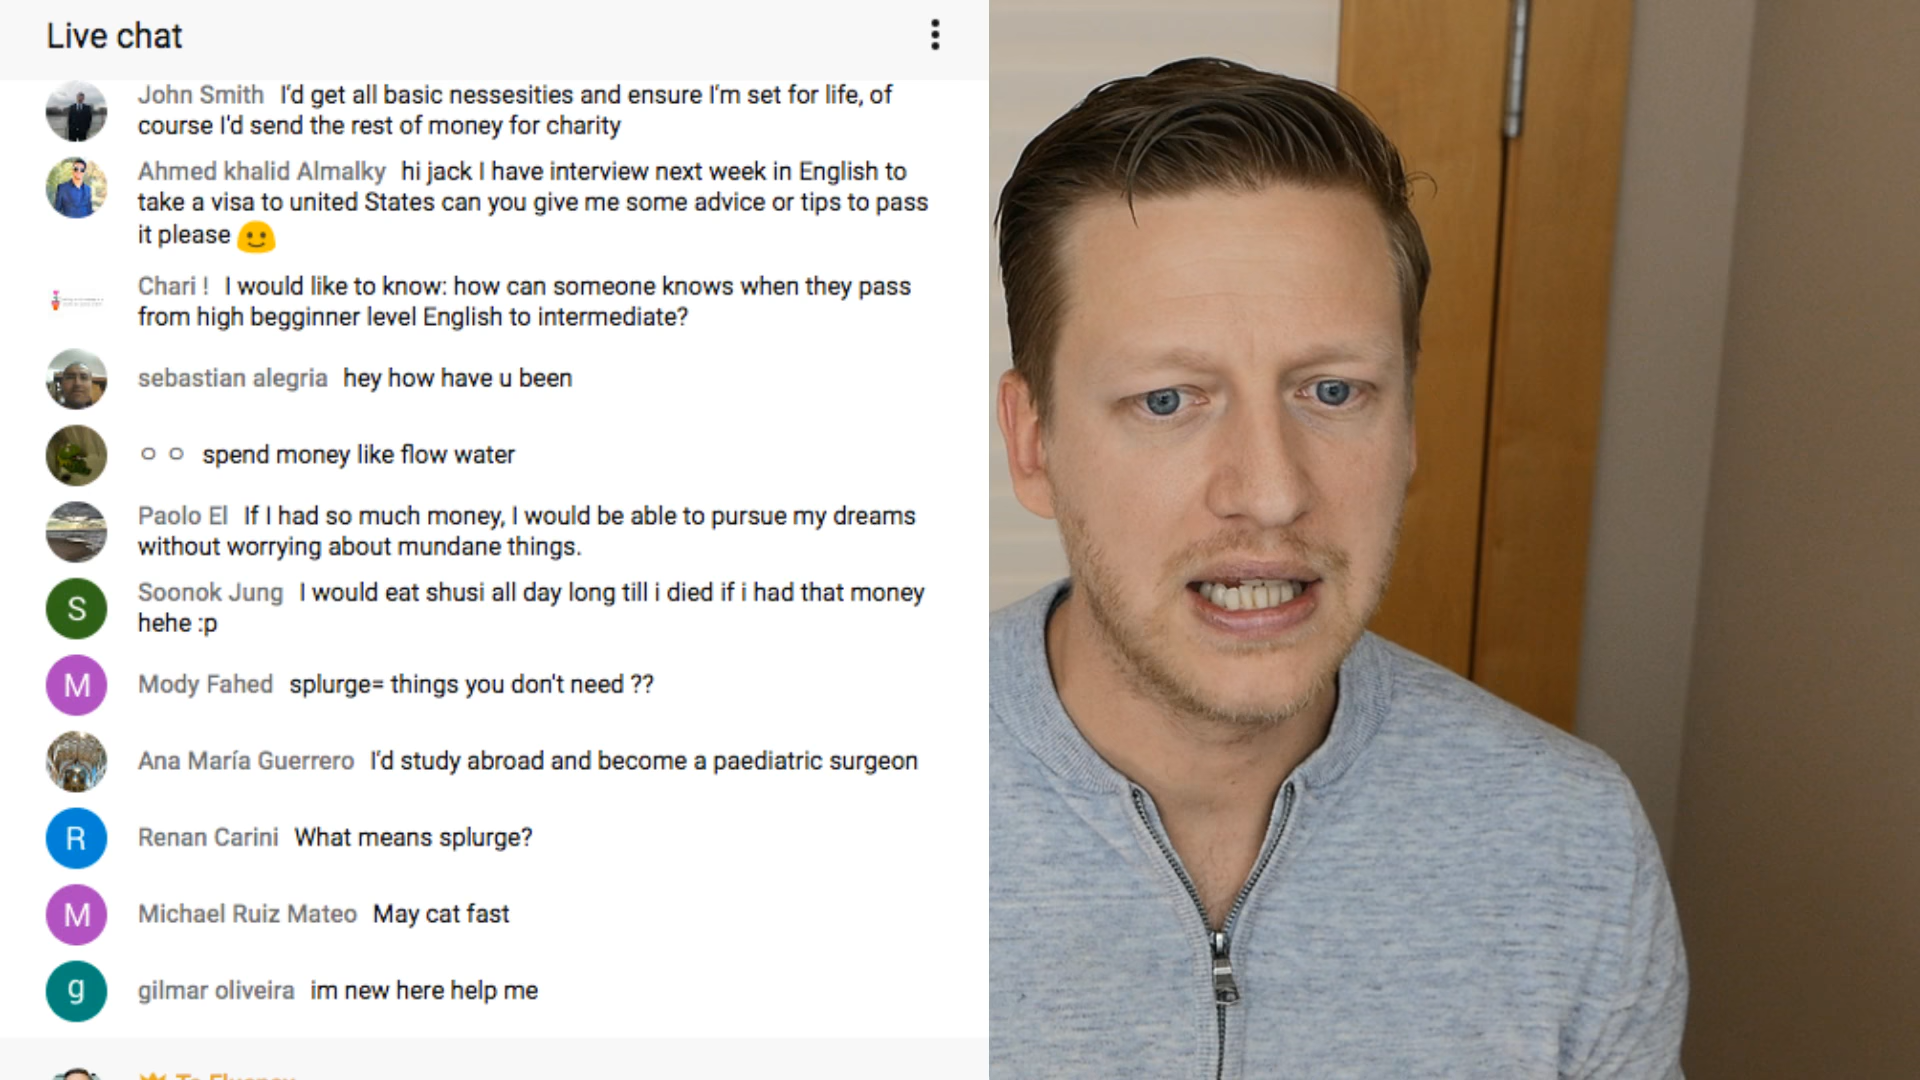 Live chat
John Smith I'd get all basic nessesities and ensure I'm set for life, of
course I'd send the rest of money for charity
Ahmed khalid Almalky hi jack I have interview next week in English to
take a visa to united States can you give me some advice or tips to pass
it please
Chari ! I would like to know: how can someone knows when they pass
from high begginner level English to intermediate?
sebastian alegria hey how have u been
ㅇ ㅇ spend money like flow water
Paolo El If I had so much money, I would be able to pursue my dreams
without worrying about mundane things.
S Soonok Jung I would eat shusi all day long till i died if i had that money
hehe :p
M Mody Fahed splurge= things you don't need ??
Ana María Guerrero I'd study abroad and become a paediatric surgeon
R Renan Carini What means splurge?
M Michael Ruiz Mateo May cat fast
g gilmar oliveira im new here help me
To Fluency